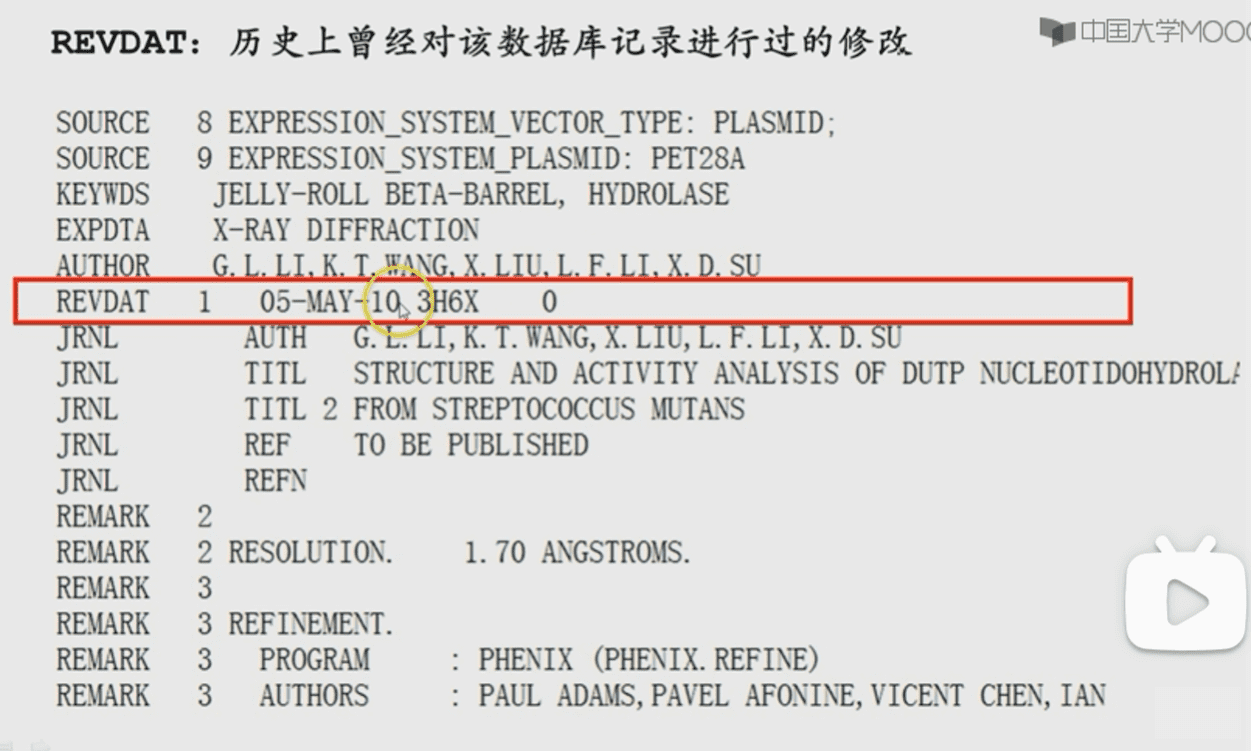 REVDAT: 历史上曾经对该数据库记录进行过的修改
中国大学MOOC
SOURCE 8 EXPRESSION_SYSTEM_VECTOR_TYPE: PLASMID;
SOURCE 9 EXPRESSION_SYSTEM_PLASMID: PET28A
KEYWDS JELLY-ROLL BETA-BARREL, HYDROLASE
EXPDTA X-RAY DIFFRACTION
AUTHOR G.L.LI,K.T.WANG,X.LIU,L.F.LI,X.D.SU
REVDAT 1 05-MAY-10 3H6X 0
JRNL AUTH G.L.LI,K.T.WANG,X.LIU,L.F.LI,X.D.SU
JRNL TITL STRUCTURE AND ACTIVITY ANALYSIS OF DUTP NUCLEOTIDOHYDROLA
JRNL TITL 2 FROM STREPTOCOCCUS MUTANS
JRNL REF TO BE PUBLISHED
JRNL REFN
REMARK 2
REMARK 2 RESOLUTION. 1.70 ANGSTROMS.
REMARK 3
REMARK 3 REFINEMENT.
REMARK 3 PROGRAM : PHENIX (PHENIX.REFINE)
REMARK 3 AUTHORS : PAUL ADAMS,PAVEL AFONINE,VICENT CHEN,IAN